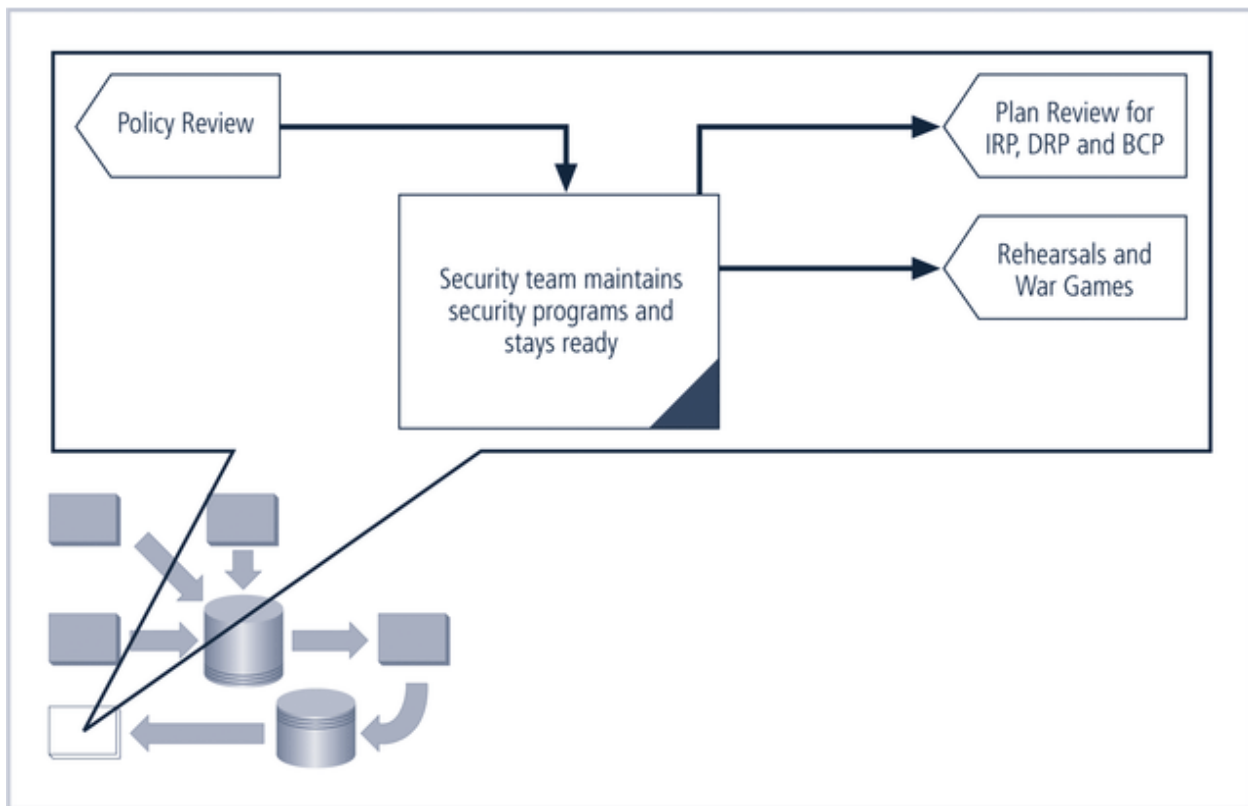 Policy Review
Plan Review for
IRP, DRP and BCP
Security team maintains
security programs and
stays ready
Rehearsals and
War Games